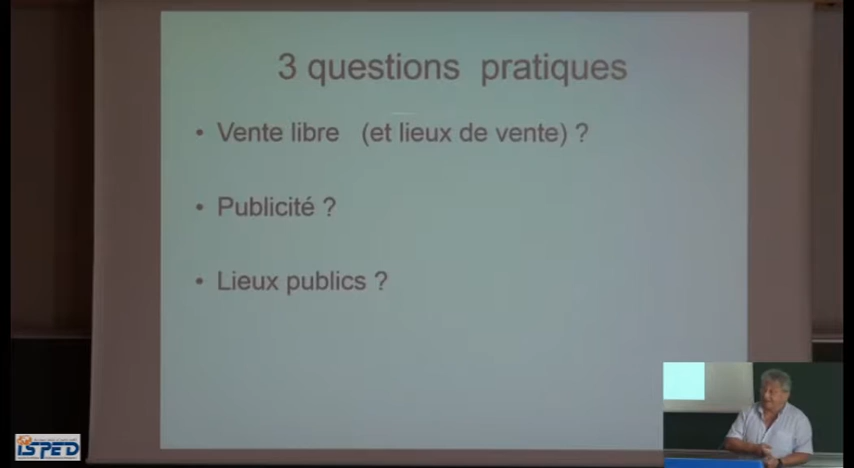 3 questions pratiques
• Vente libre (et lieux de vente) ?
• Publicité ?
• Lieux publics ?
ISPED